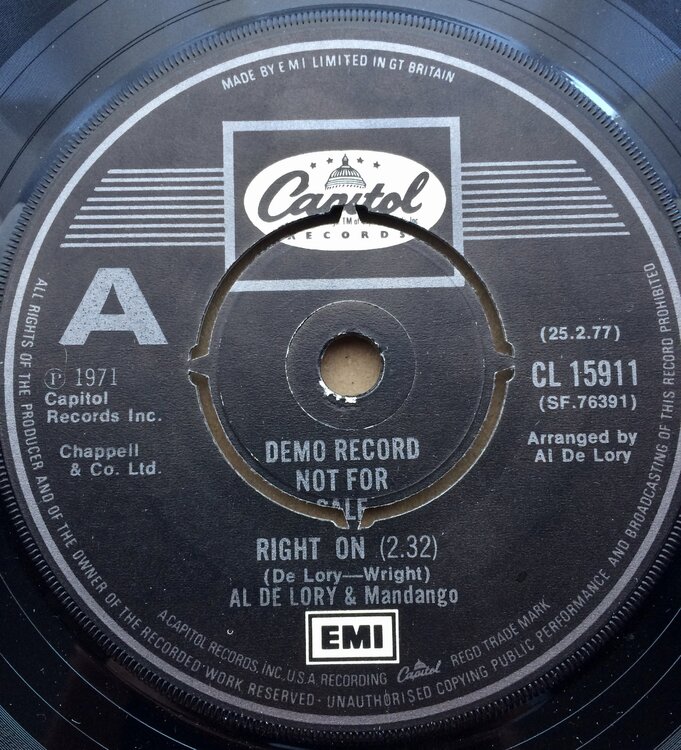 MADE BY EMI LIMITED IN GT BRITAIN
Capitol
RECORDS
A
(25.2.77)
℗ 1971
Capitol
Records Inc.
CL 15911
(SF.76391)
Chappell
& Co. Ltd.
Arranged by
Al De Lory
DEMO RECORD
NOT FOR
SALE
RIGHT ON (2.32)
(De Lory—Wright)
AL DE LORY & Mandango
EMI
A CAPITOL RECORDS, INC. U.S.A. RECORDING Capitol REGD TRADE MARK
ALL RIGHTS OF THE PRODUCER AND OF THE OWNER OF THE RECORDED WORK RESERVED · UNAUTHORISED COPYING PUBLIC PERFORMANCE AND BROADCASTING OF THIS RECORD PROHIBITED